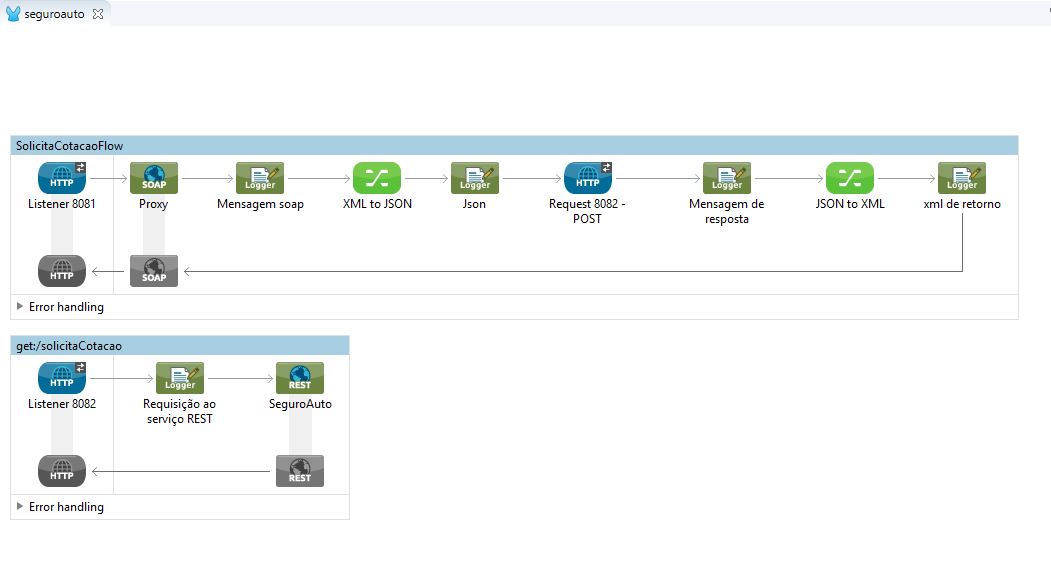 seguroauto
SolicitaCotacaoFlow
HTTP
SOAP
Logger
Logger
HTTP
Logger
Logger
Listener 8081
Proxy
Mensagem soap
XML to JSON
Json
Request 8082 -
POST
Mensagem de
resposta
JSON to XML
xml de retorno
HTTP
SOAP
Error handling
get:/solicitaCotacao
HTTP
Logger
REST
Listener 8082
Requisição ao
serviço REST
SeguroAuto
HTTP
REST
Error handling